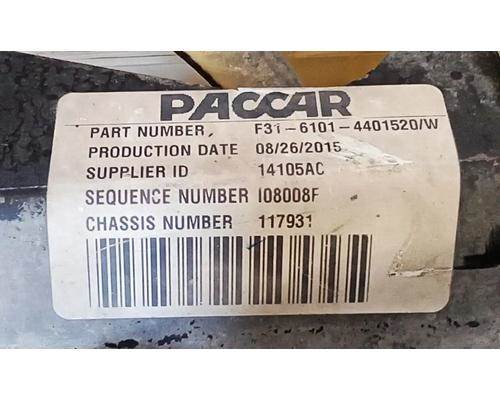 PACCAR
PART NUMBER, F31-6101-4401520/W
PRODUCTION DATE 08/26/2015
SUPPLIER ID 14105AC
SEQUENCE NUMBER I08008F
CHASSIS NUMBER 117931